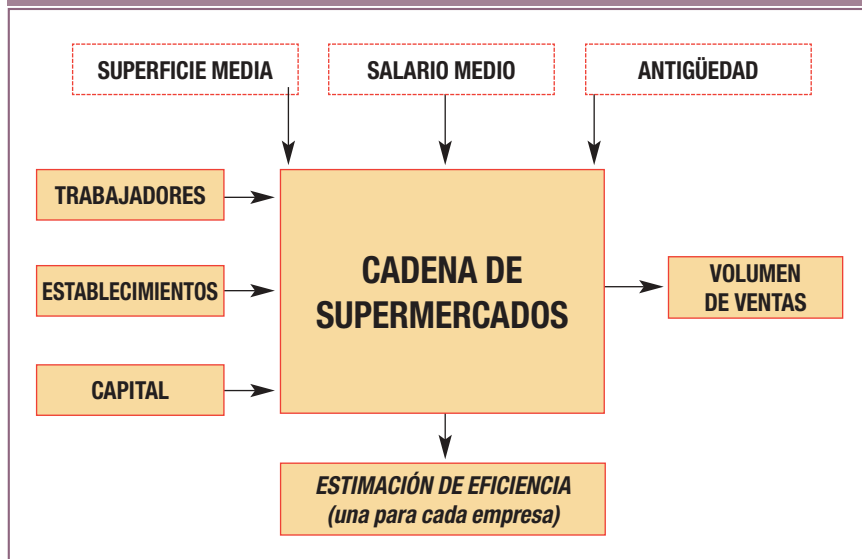 SUPERFICIE MEDIA
SALARIO MEDIO
ANTIGÜEDAD
TRABAJADORES
ESTABLECIMIENTOS
CAPITAL
CADENA DE
SUPERMERCADOS
VOLUMEN
DE VENTAS
ESTIMACIÓN DE EFICIENCIA
(una para cada empresa)